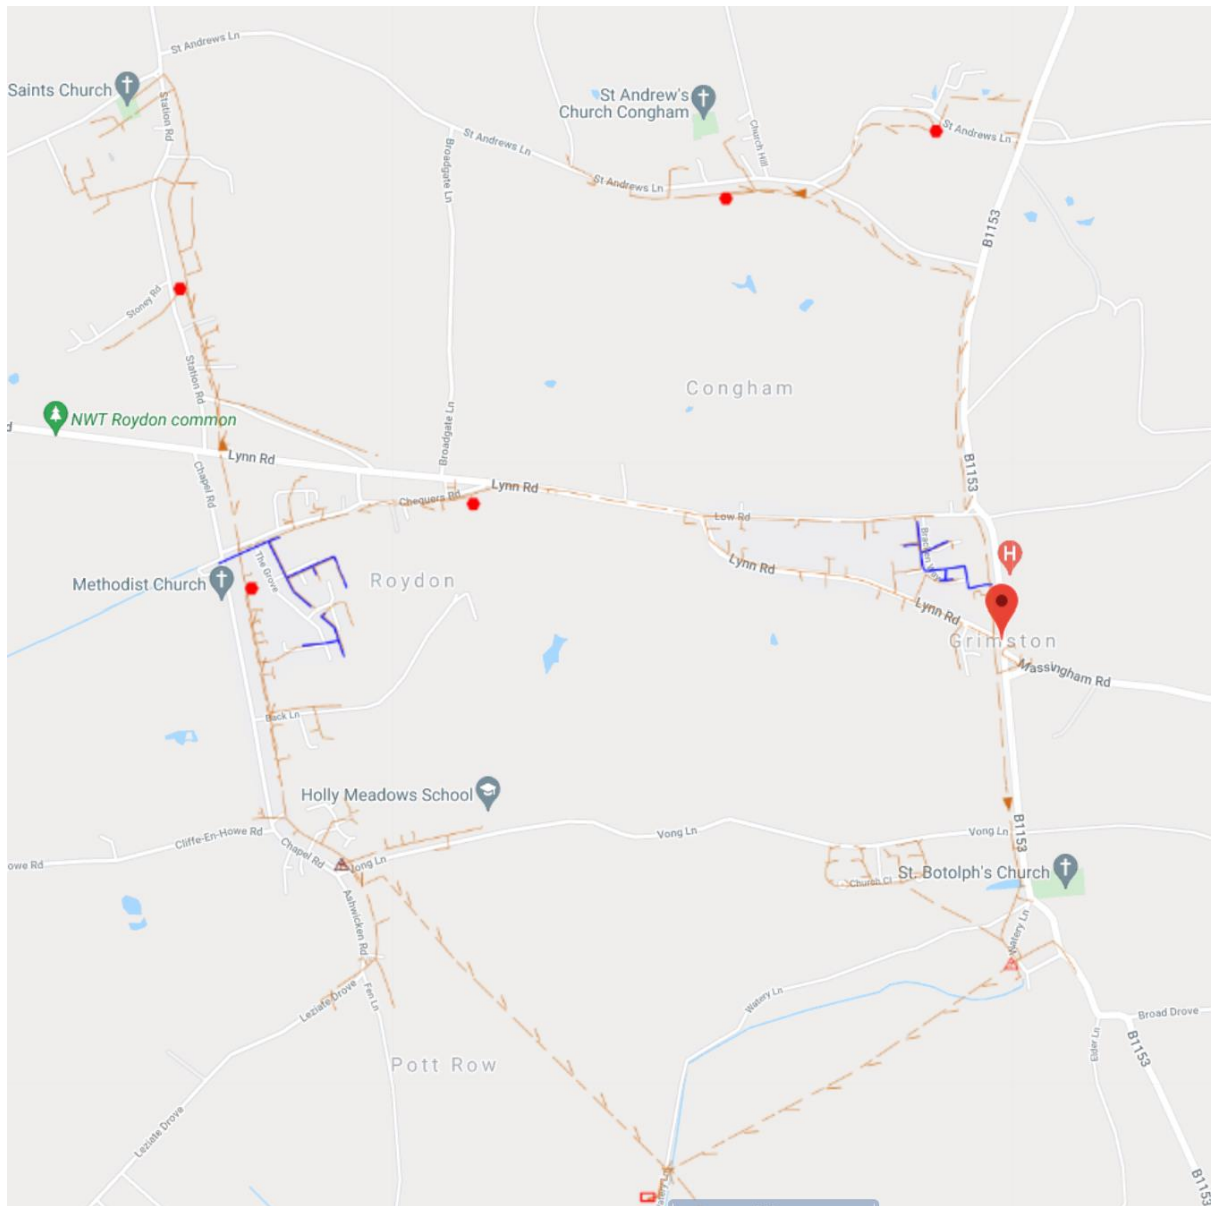 St Andrews Ln
Saints Church
Station Rd
St Andrew's
Church Congham
Church Hill
St Andrews Ln
St Andrews Ln
Broadgate Ln
St Andrews Ln
B1153
Stoney Rd
Station Rd
Congham
NWT Roydon common
d
Broadgate Ln
Lynn Rd
Chapel Rd
B1153
Lynn Rd
Chequers Rd
Low Rd
H
The Grove
Bracken Way
Methodist Church
Roydon
Lynn Rd
Lynn Rd
Grimston
Massingham Rd
Back Ln
Holly Meadows School
Cliffe-En-Howe Rd
Vong Ln
Vong Ln
B1153
Chapel Rd
owe Rd
ong Ln
St. Botolph's Church
Church Cl
Ashwicken Rd
Watery Ln
Leziate Drove
Fen Ln
Watery Ln
Broad Drove
Elder Ln
B1153
Pott Row
Leziate Drove
B1153